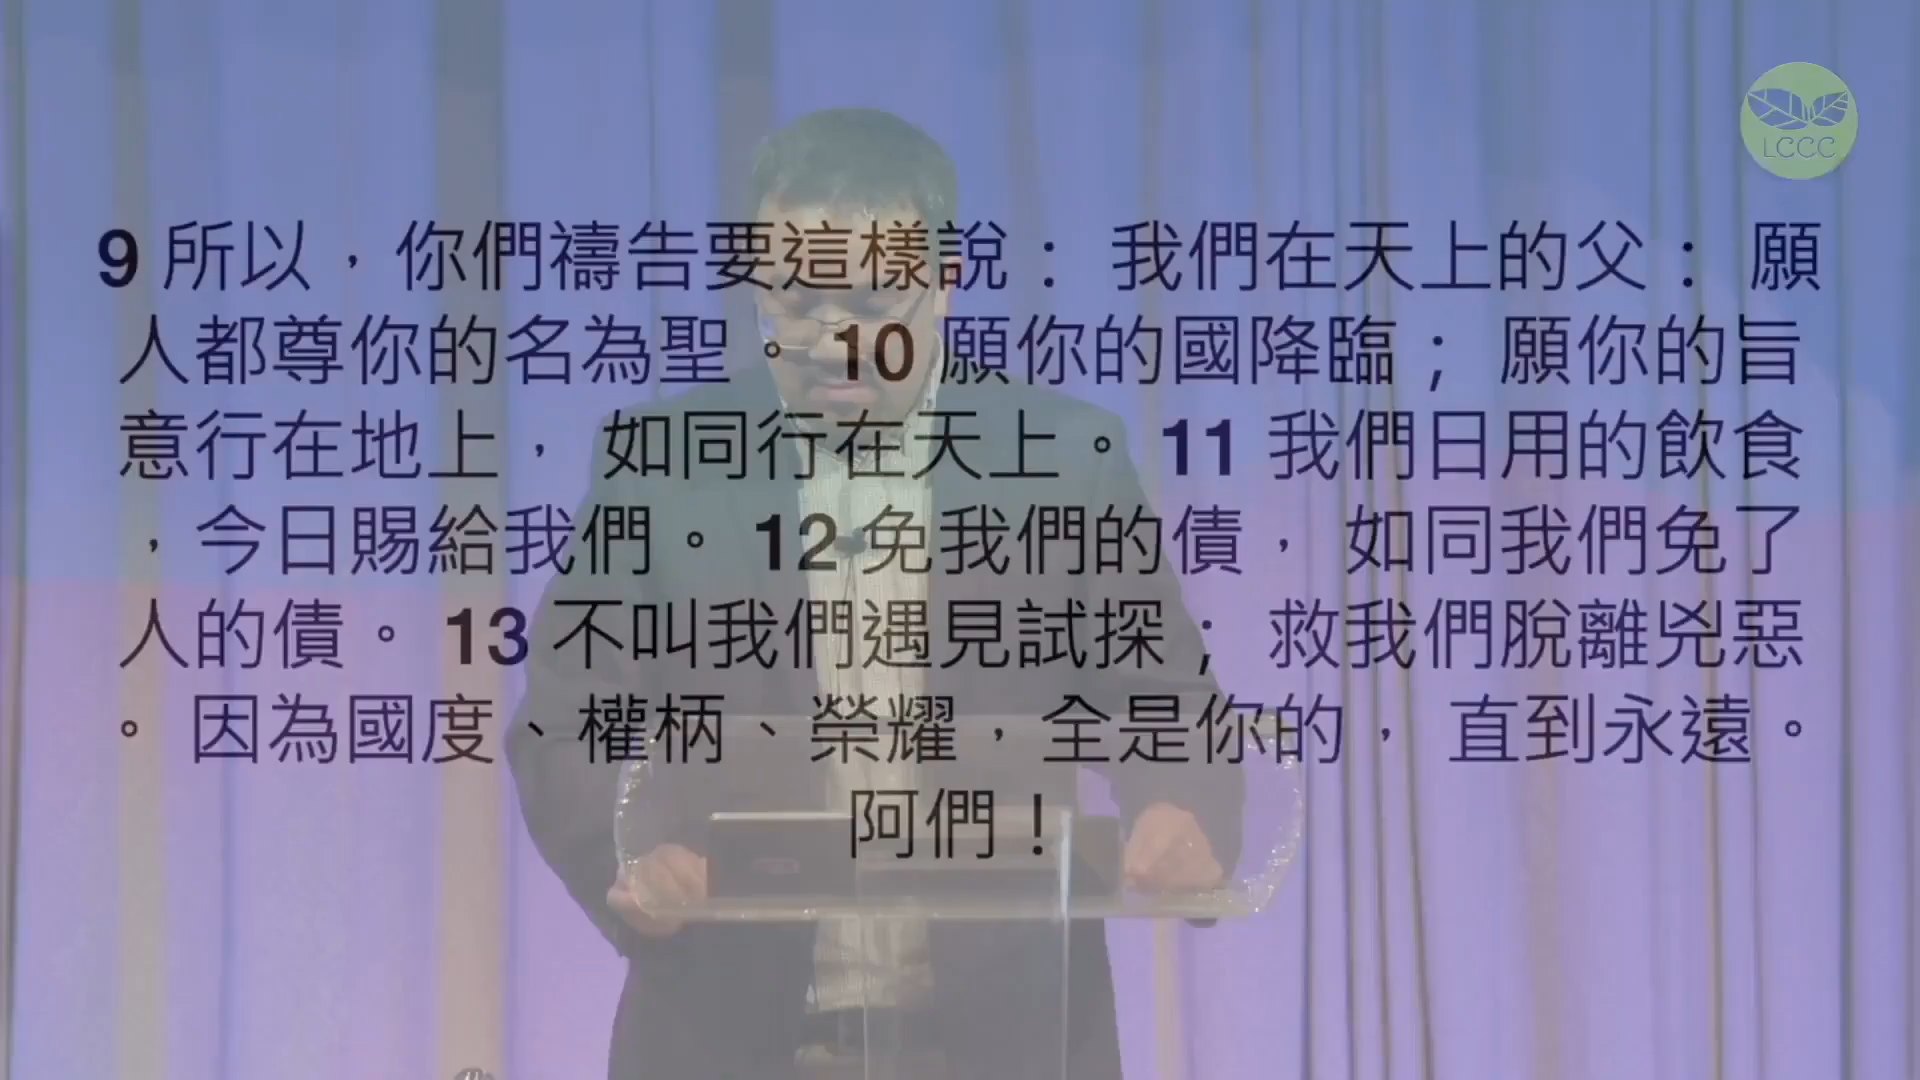 LCCC
9 所以，你們禱告要這樣說： 我們在天上的父： 願
人都尊你的名為聖。 10 願你的國降臨； 願你的旨
意行在地上， 如同行在天上。 11 我們日用的飲食
，今日賜給我們。 12 免我們的債， 如同我們免了
人的債。 13 不叫我們遇見試探； 救我們脫離兇惡
。 因為國度、權柄、榮耀，全是你的， 直到永遠。
阿們！